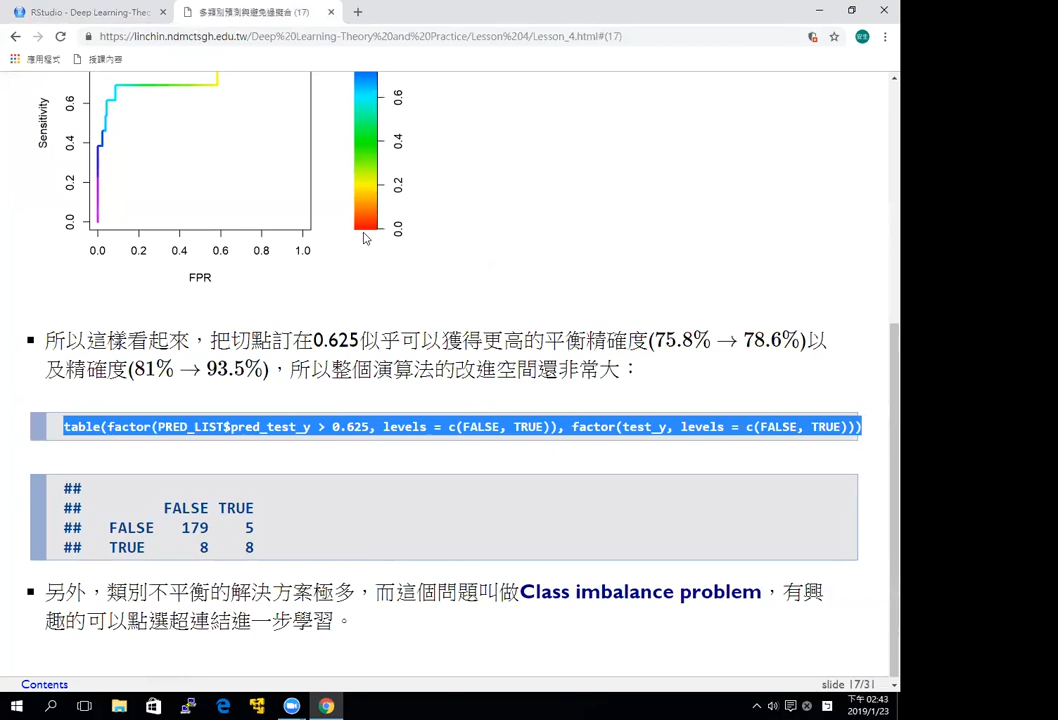 RStudio - Deep Learning-Theor
多類別預測與避免過擬合 (17)
https://linchin.ndmctsgh.edu.tw/Deep%20Learning-Theory%20and%20Practice/Lesson%204/Lesson_4.html#(17)
應用程式 授課內容
Sensitivity
0.6
0.4
0.2
0.0
0.0 0.2 0.4 0.6 0.8 1.0
FPR
0.6
0.4
0.2
0.0
所以這樣看起來，把切點訂在0.625似乎可以獲得更高的平衡精確度(75.8% → 78.6%)以
及精確度(81% → 93.5%)，所以整個演算法的改進空間還非常大：
table(factor(PRED_LIST$pred_test_y > 0.625, levels = c(FALSE, TRUE)), factor(test_y, levels = c(FALSE, TRUE)))
##
## FALSE TRUE
## FALSE 179 5
## TRUE 8 8
另外，類別不平衡的解決方案極多，而這個問題叫做Class imbalance problem，有興
趣的可以點選超連結進一步學習。
Contents
slide 17/31
下午 02:43
2019/1/23